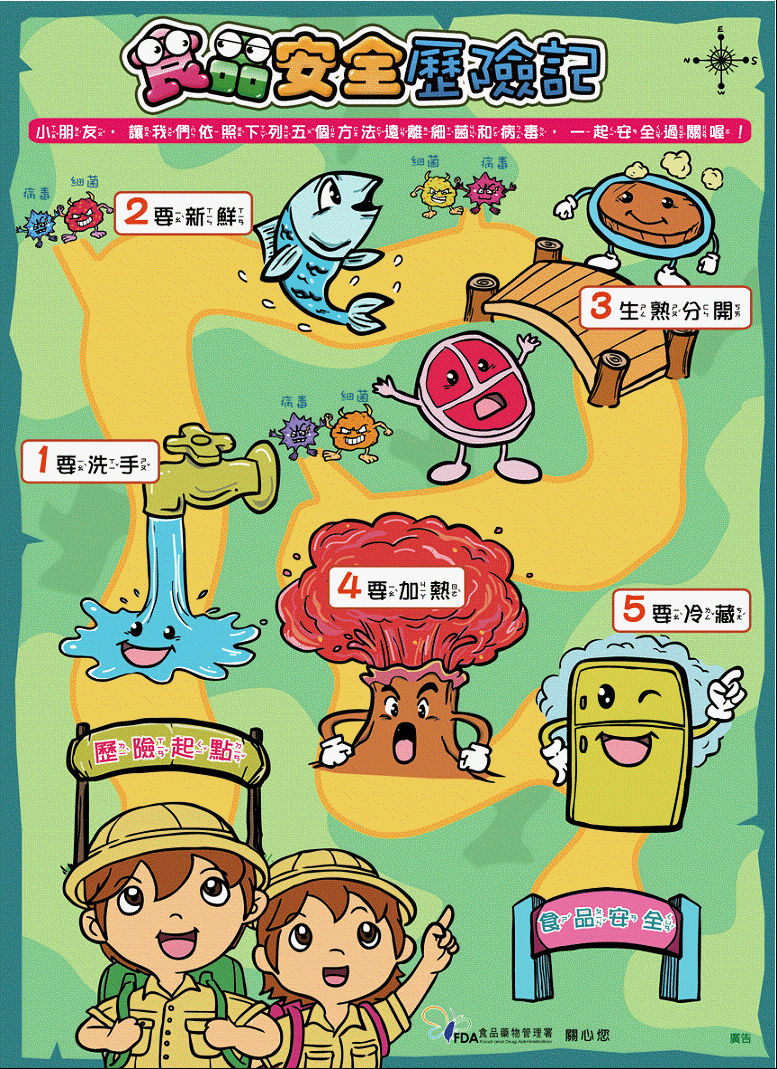 食品安全歷險記
E
N S
W
小朋友，讓我們依照下列五個方法遠離細菌和病毒，一起安全過關喔！
病毒 細菌
2 要新鮮
細菌 病毒
3 生熟分開
病毒 細菌
1 要洗手
4 要加熱
5 要冷藏
歷險起點
食品安全
FDA 食品藥物管理署 關心您
Food and Drug Administration
廣告